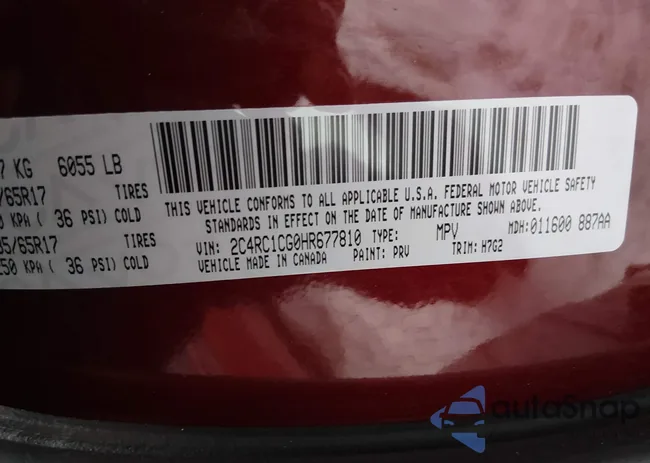 7 KG 6055 LB
/65R17 TIRES
KPA ( 36 PSI) COLD
5/65R17 TIRES
250 KPA ( 36 PSI) COLD
THIS VEHICLE CONFORMS TO ALL APPLICABLE U.S.A. FEDERAL MOTOR VEHICLE SAFETY
STANDARDS IN EFFECT ON THE DATE OF MANUFACTURE SHOWN ABOVE.
VIN: 2C4RC1CG0HR677810 TYPE: MPV MDH: 011600 887AA
VEHICLE MADE IN CANADA PAINT: PRV TRIM: H7G2
autoSnap